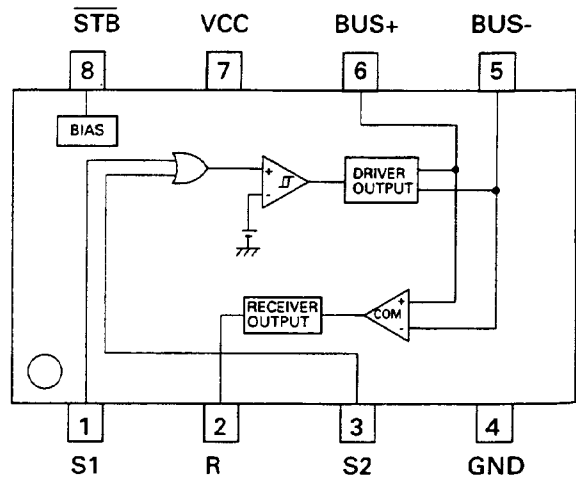 STB VCC BUS+ BUS-
8 7 6 5
BIAS
+
-
DRIVER
OUTPUT
RECEIVER
OUTPUT
COM
+
-
1 2 3 4
S1 R S2 GND